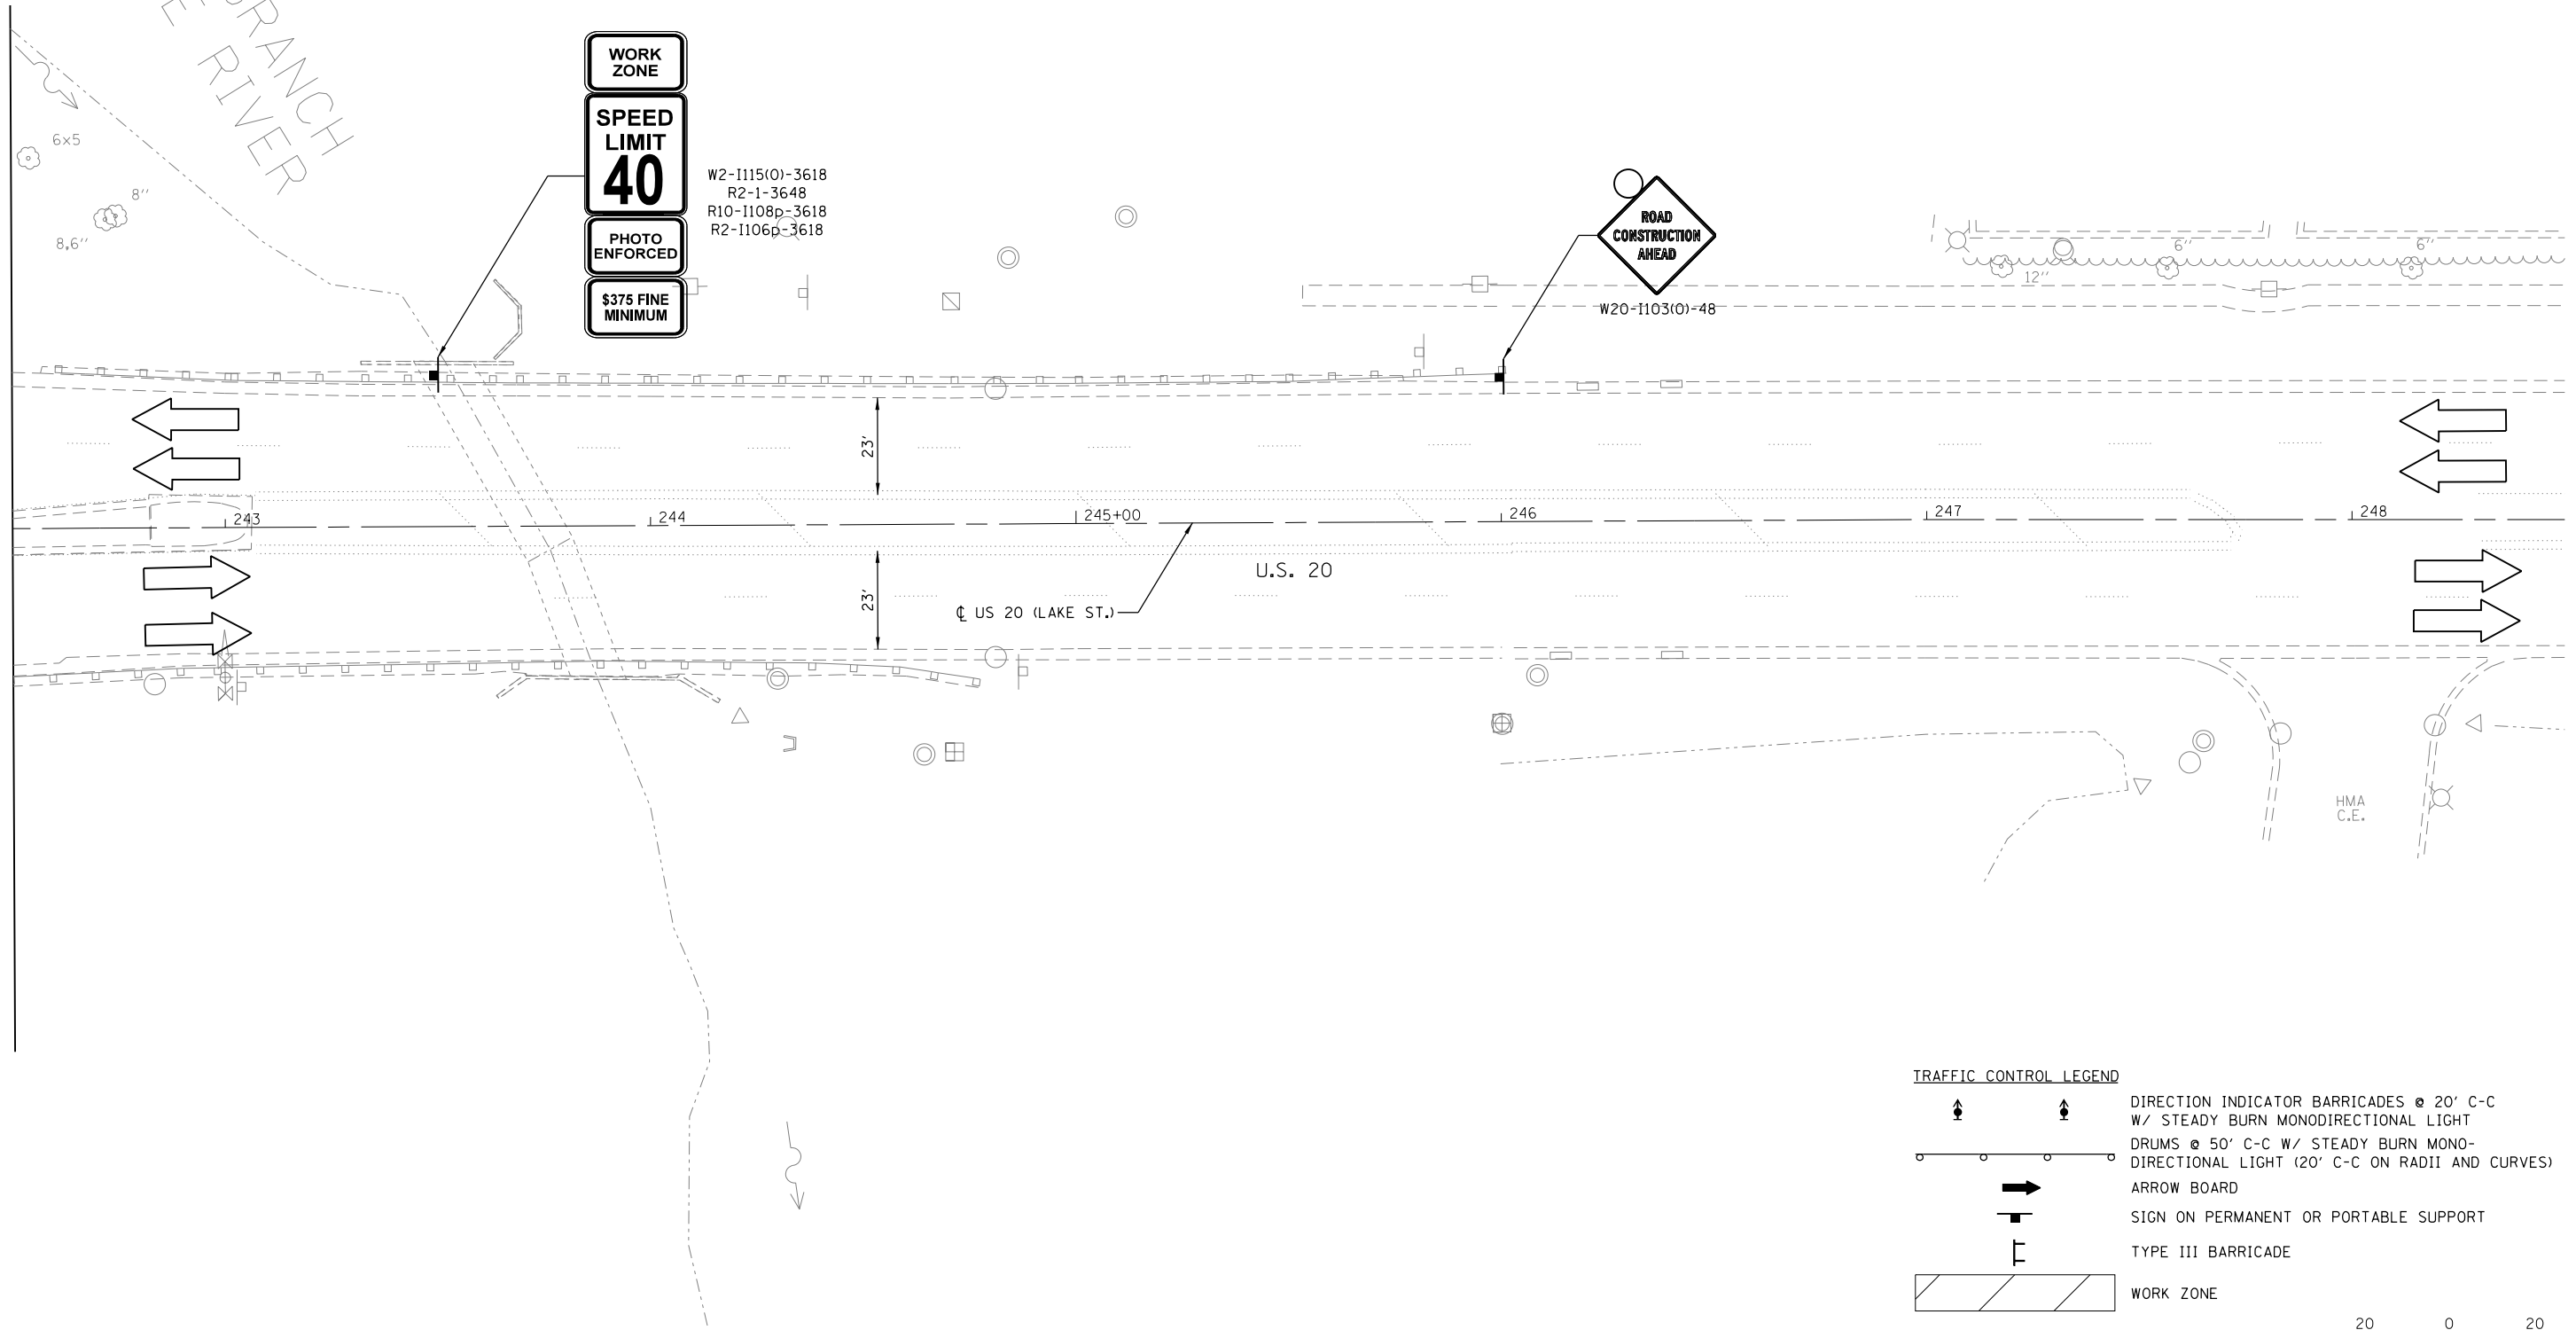 BRANCH
RIVER
6x5
8''
8,6''
WORK
ZONE
SPEED
LIMIT
40
PHOTO
ENFORCED
$375 FINE
MINIMUM
W2-I115(O)-3618
R2-1-3648
R10-I108p-3618
R2-I106p-3618
ROAD
CONSTRUCTION
AHEAD
W20-I103(O)-48
12''
6''
6''
23'
243
244
245+00
246
247
248
U.S. 20
23'
℄ US 20 (LAKE ST.)
HMA
C.E.
TRAFFIC CONTROL LEGEND
DIRECTION INDICATOR BARRICADES @ 20' C-C
W/ STEADY BURN MONODIRECTIONAL LIGHT
DRUMS @ 50' C-C W/ STEADY BURN MONO-
DIRECTIONAL LIGHT (20' C-C ON RADII AND CURVES)
ARROW BOARD
SIGN ON PERMANENT OR PORTABLE SUPPORT
TYPE III BARRICADE
WORK ZONE
20 0 20